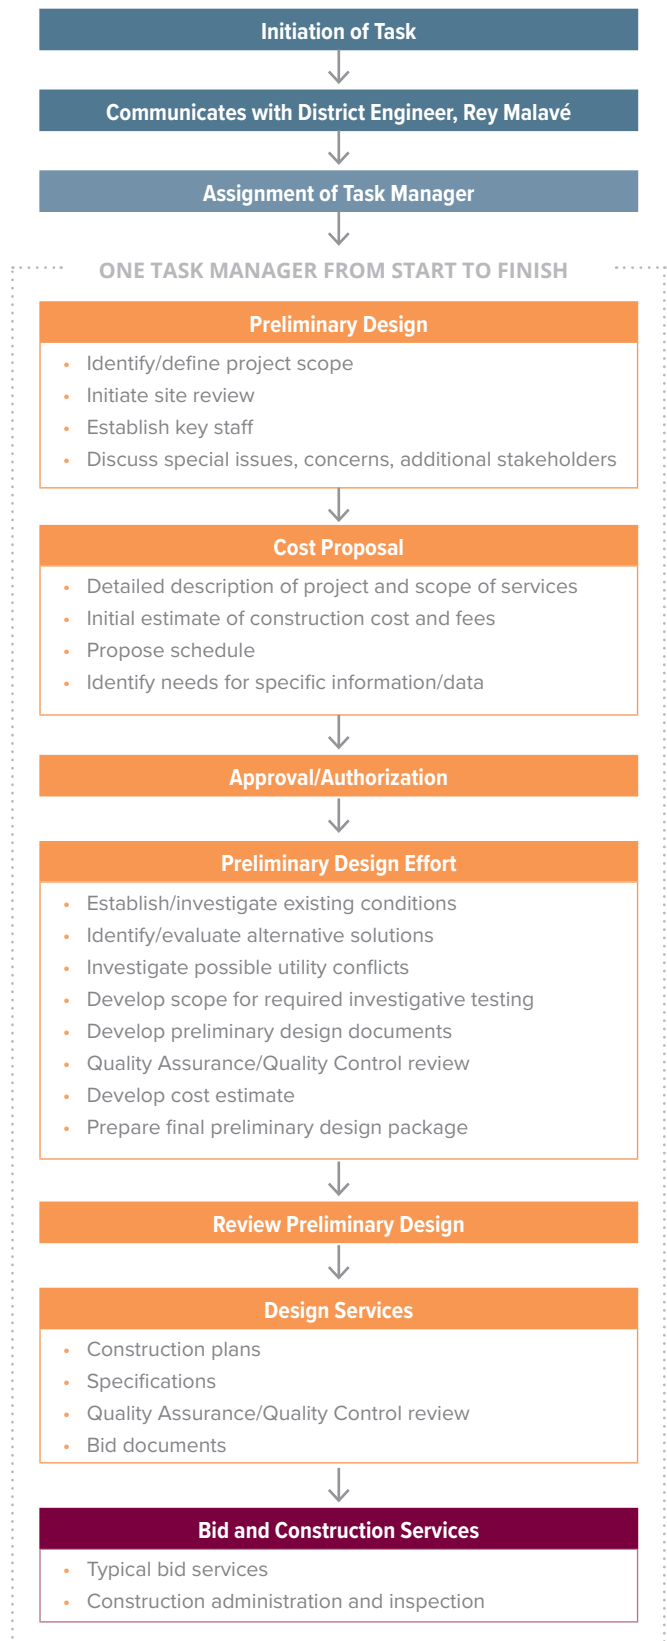 Initiation of Task
Communicates with District Engineer, Rey Malavé
Assignment of Task Manager
ONE TASK MANAGER FROM START TO FINISH
Preliminary Design
• Identify/define project scope
• Initiate site review
• Establish key staff
• Discuss special issues, concerns, additional stakeholders
Cost Proposal
• Detailed description of project and scope of services
• Initial estimate of construction cost and fees
• Propose schedule
• Identify needs for specific information/data
Approval/Authorization
Preliminary Design Effort
• Establish/investigate existing conditions
• Identify/evaluate alternative solutions
• Investigate possible utility conflicts
• Develop scope for required investigative testing
• Develop preliminary design documents
• Quality Assurance/Quality Control review
• Develop cost estimate
• Prepare final preliminary design package
Review Preliminary Design
Design Services
• Construction plans
• Specifications
• Quality Assurance/Quality Control review
• Bid documents
Bid and Construction Services
• Typical bid services
• Construction administration and inspection